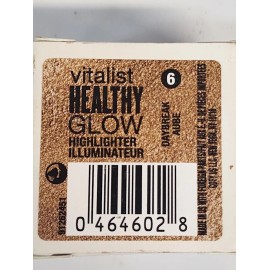 vitalist
HEALTHY
GLOW
HIGHLIGHTER
ILLUMINATEUR
6
DAYBREAK
AUBE
0 464602 8